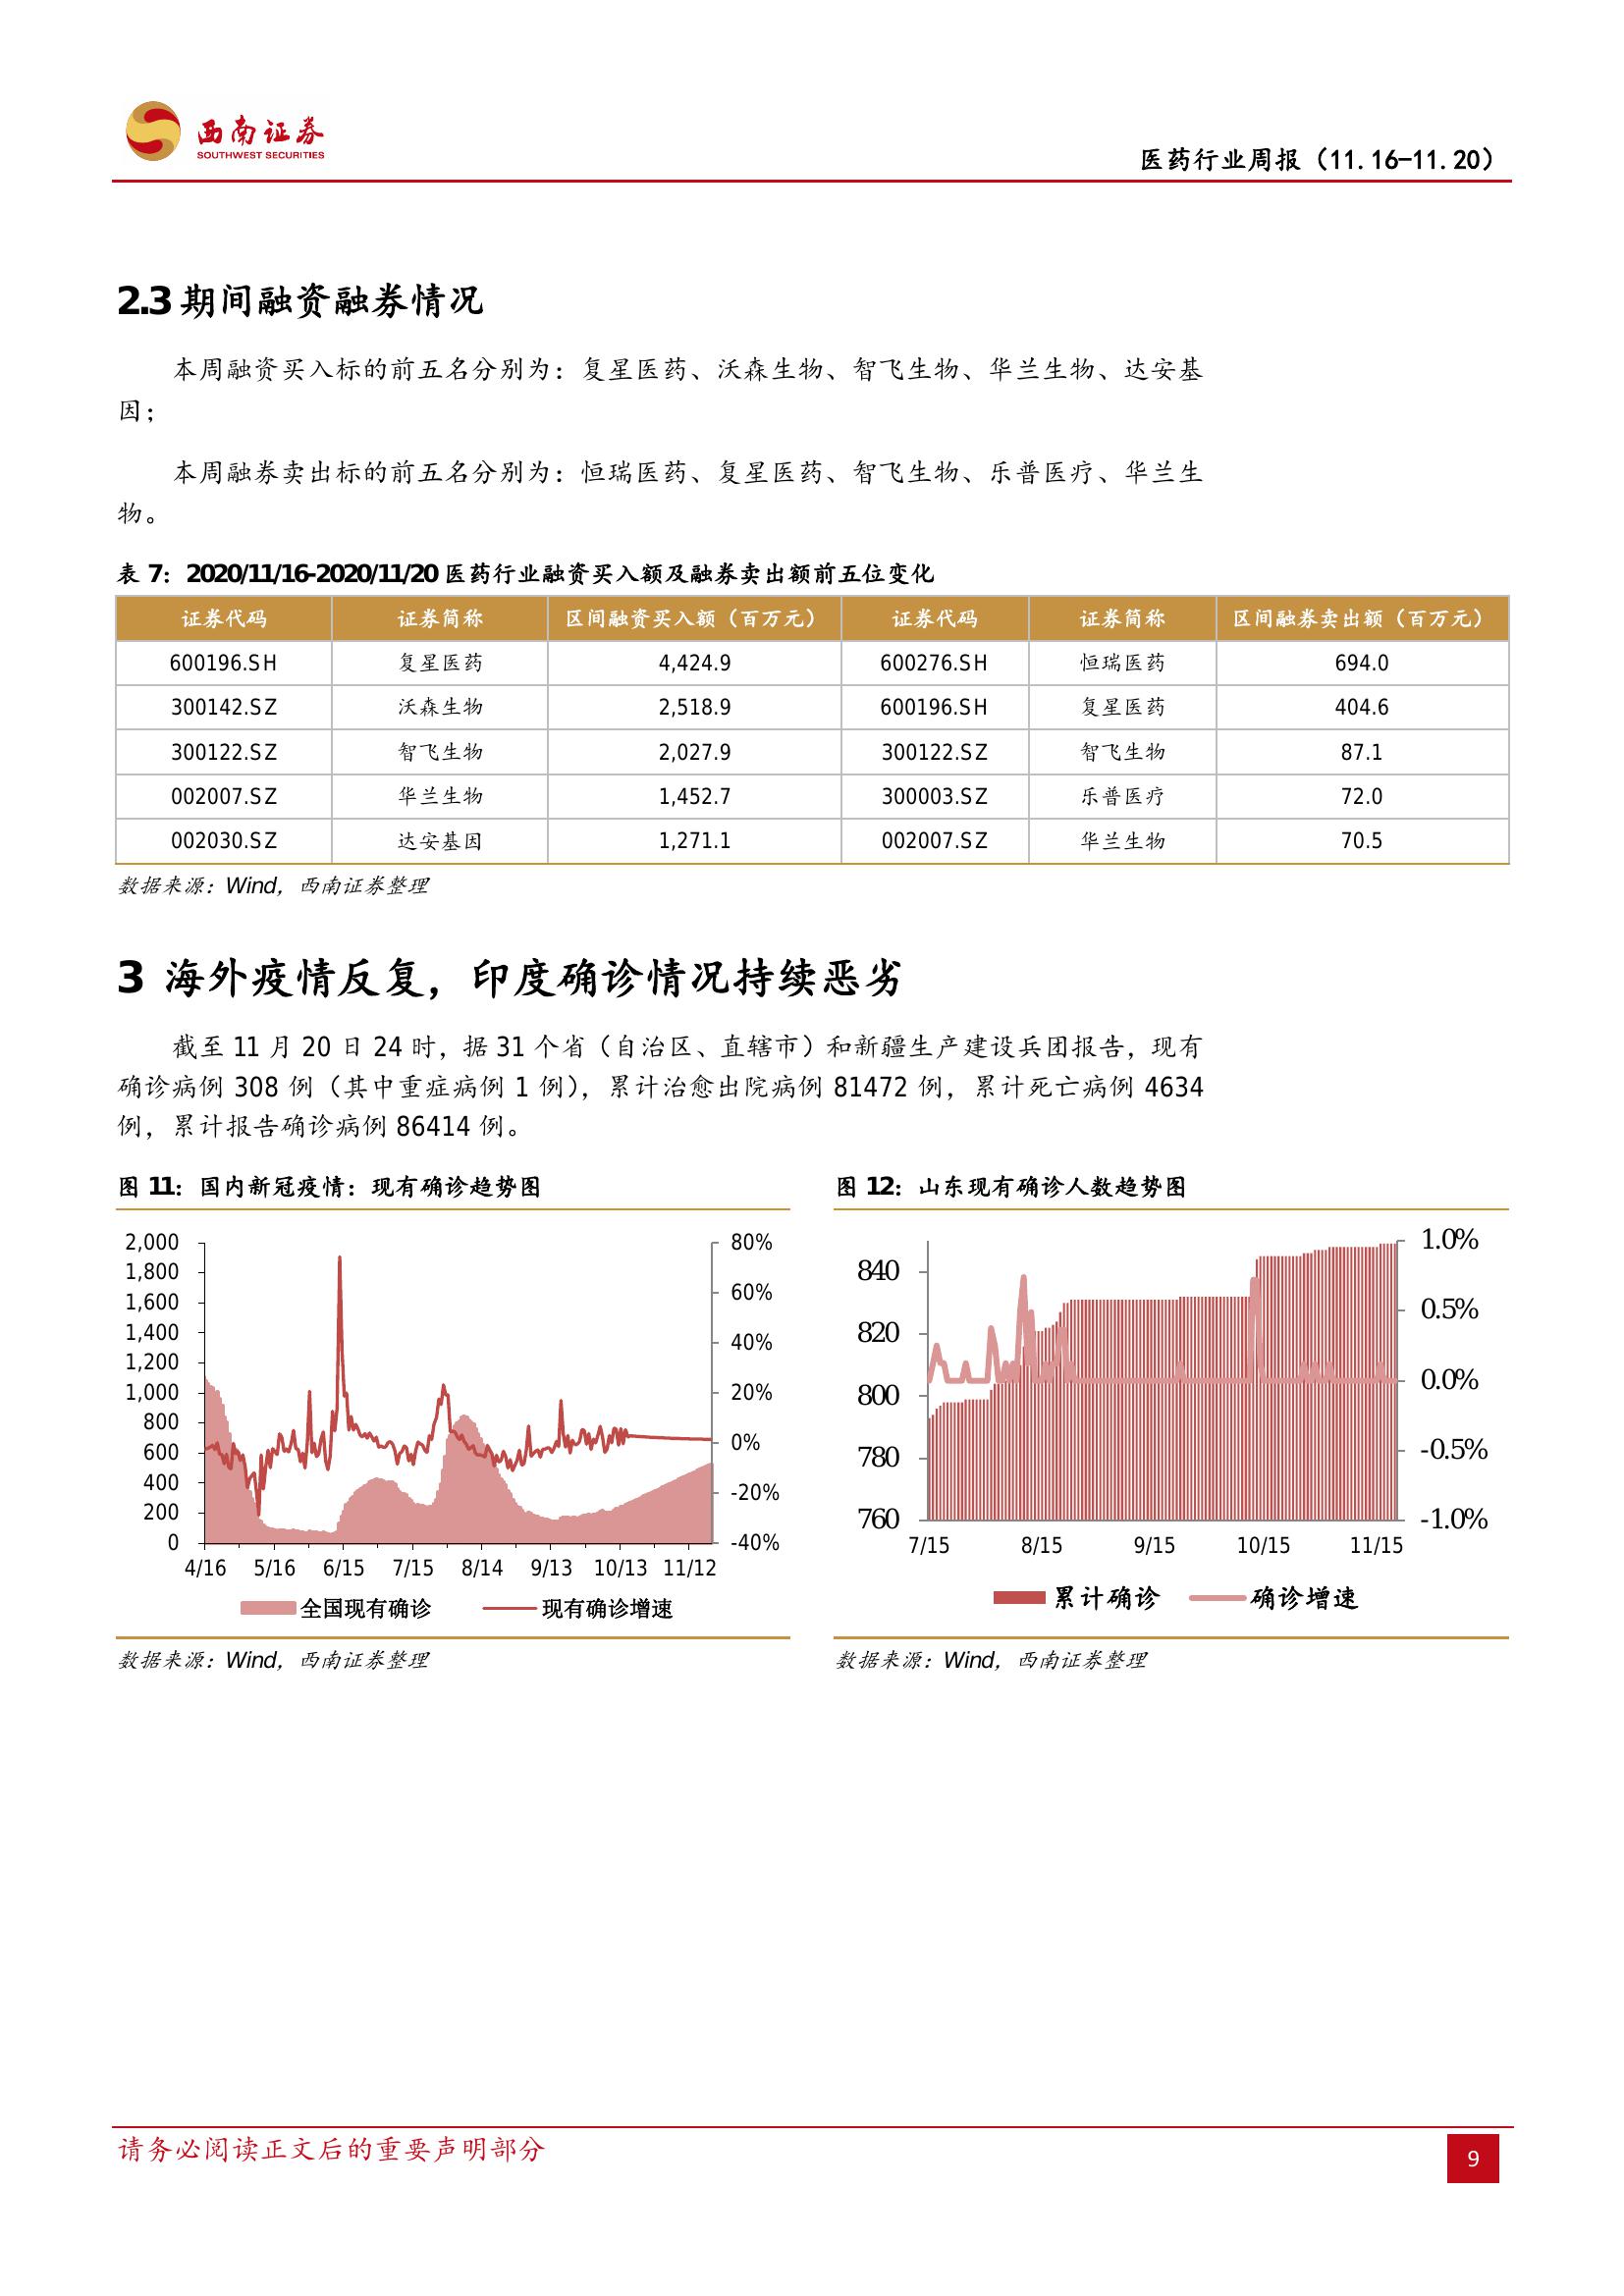 西南证券
SOUTHWEST SECURITIES
医药行业周报（11.16-11.20）
2.3 期间融资融券情况
本周融资买入标的前五名分别为：复星医药、沃森生物、智飞生物、华兰生物、达安基
因；
本周融券卖出标的前五名分别为：恒瑞医药、复星医药、智飞生物、乐普医疗、华兰生
物。
表 7：2020/11/16-2020/11/20 医药行业融资买入额及融券卖出额前五位变化
证券代码 证券简称 区间融资买入额（百万元） 证券代码 证券简称 区间融券卖出额（百万元）
600196.SH 复星医药 4,424.9 600276.SH 恒瑞医药 694.0
300142.SZ 沃森生物 2,518.9 600196.SH 复星医药 404.6
300122.SZ 智飞生物 2,027.9 300122.SZ 智飞生物 87.1
002007.SZ 华兰生物 1,452.7 300003.SZ 乐普医疗 72.0
002030.SZ 达安基因 1,271.1 002007.SZ 华兰生物 70.5
数据来源：Wind，西南证券整理
3 海外疫情反复，印度确诊情况持续恶劣
截至 11 月 20 日 24 时，据 31 个省（自治区、直辖市）和新疆生产建设兵团报告，现有
确诊病例 308 例（其中重症病例 1 例），累计治愈出院病例 81472 例，累计死亡病例 4634
例，累计报告确诊病例 86414 例。
图 11：国内新冠疫情：现有确诊趋势图
2,000
1,800
1,600
1,400
1,200
1,000
800
600
400
200
0
80%
60%
40%
20%
0%
-20%
-40%
4/16 5/16 6/15 7/15 8/14 9/13 10/13 11/12
全国现有确诊 现有确诊增速
数据来源：Wind，西南证券整理
图 12：山东现有确诊人数趋势图
840
820
800
780
760
1.0%
0.5%
0.0%
-0.5%
-1.0%
7/15 8/15 9/15 10/15 11/15
累计确诊 确诊增速
数据来源：Wind，西南证券整理
请务必阅读正文后的重要声明部分
9